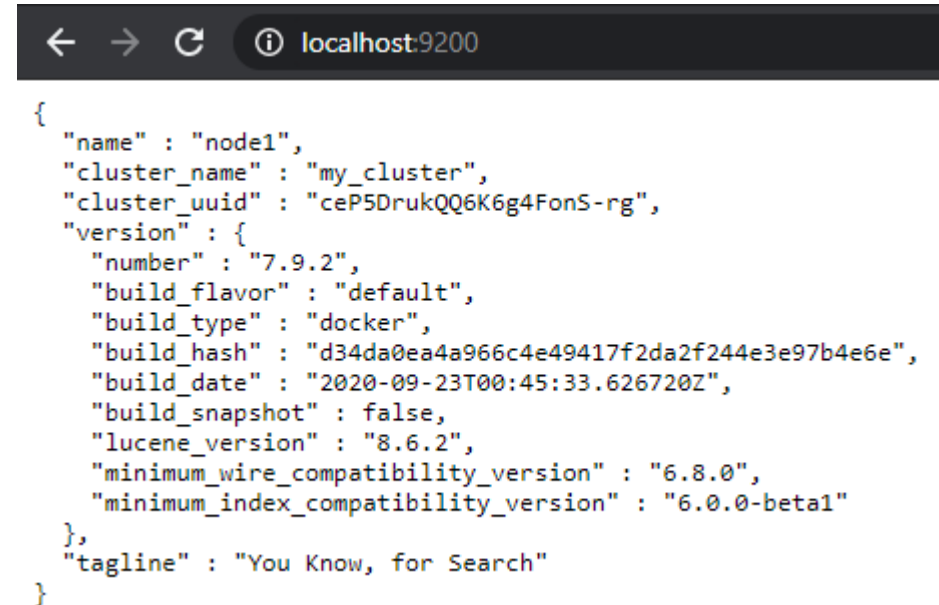 localhost:9200
{
"name" : "node1",
"cluster_name" : "my_cluster",
"cluster_uuid" : "ceP5DrukQQ6K6g4FonS-rg",
"version" : {
"number" : "7.9.2",
"build_flavor" : "default",
"build_type" : "docker",
"build_hash" : "d34da0ea4a966c4e49417f2da2f244e3e97b4e6e",
"build_date" : "2020-09-23T00:45:33.626720Z",
"build_snapshot" : false,
"lucene_version" : "8.6.2",
"minimum_wire_compatibility_version" : "6.8.0",
"minimum_index_compatibility_version" : "6.0.0-beta1"
},
"tagline" : "You Know, for Search"
}